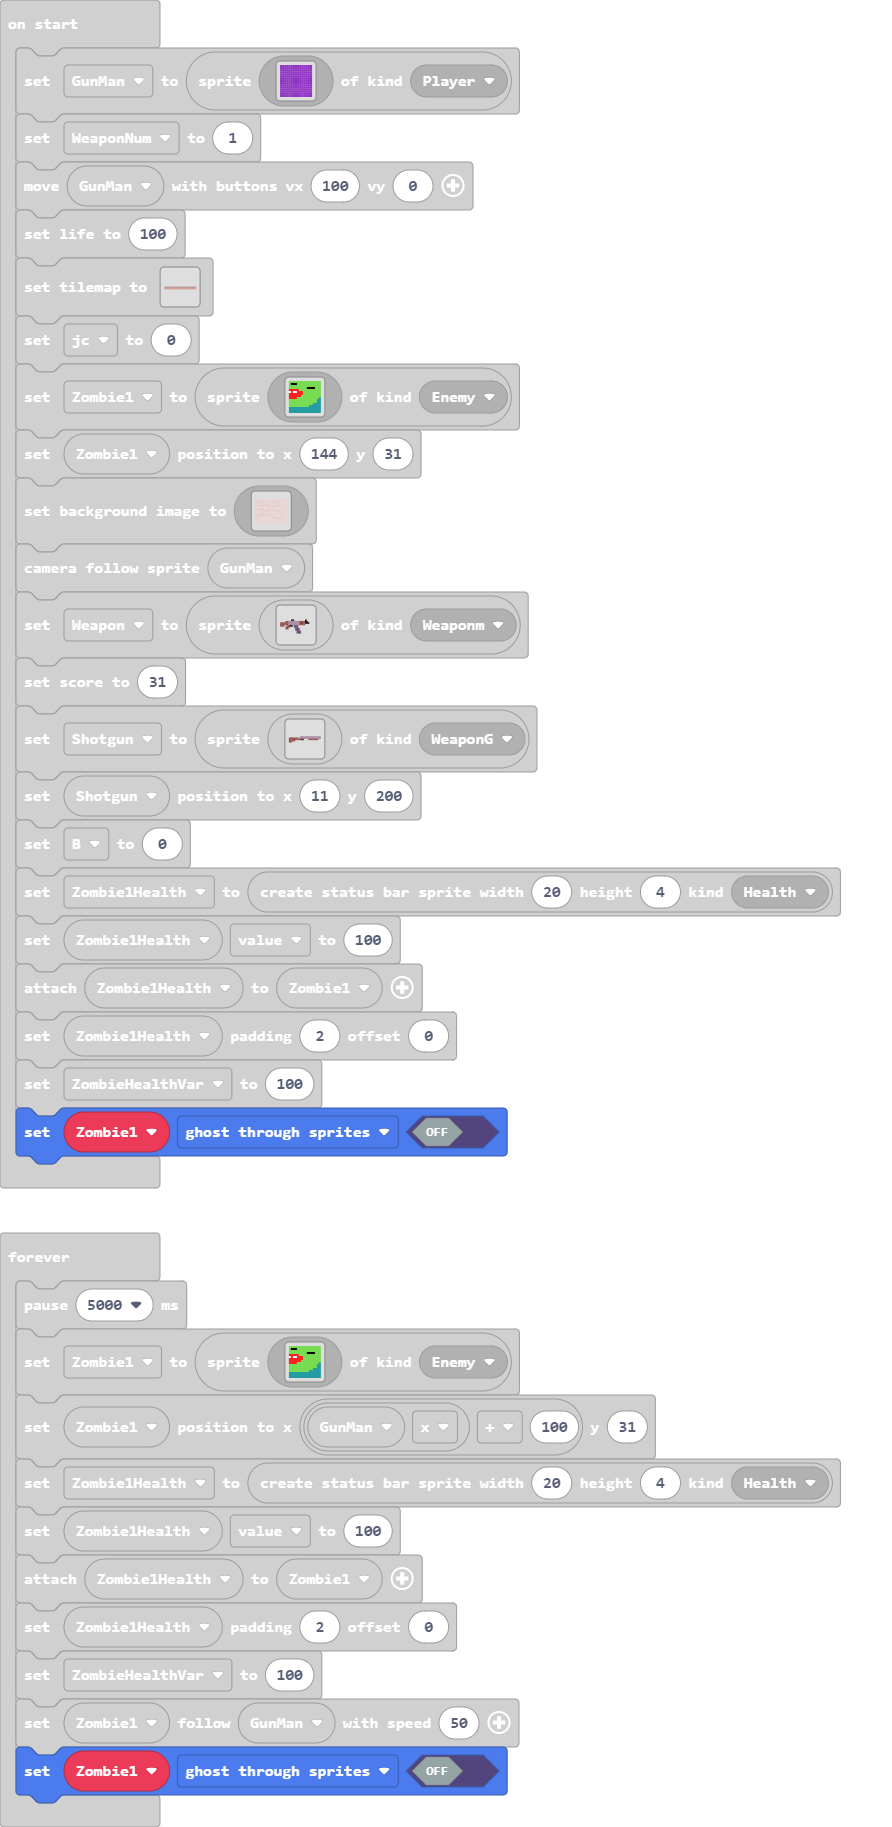 on start
set GunMan to sprite of kind Player
set WeaponNum to 1
move GunMan with buttons vx 100 vy 0
set life to 100
set tilemap to
set jc to 0
set Zombie1 to sprite of kind Enemy
set Zombie1 position to x 144 y 31
set background image to
camera follow sprite GunMan
set Weapon to sprite of kind Weaponm
set score to 31
set Shotgun to sprite of kind WeaponG
set Shotgun position to x 11 y 200
set B to 0
set Zombie1Health to create status bar sprite width 20 height 4 kind Health
set Zombie1Health value to 100
attach Zombie1Health to Zombie1
set Zombie1Health padding 2 offset 0
set ZombieHealthVar to 100
set Zombie1 ghost through sprites OFF
forever
pause 5000 ms
set Zombie1 to sprite of kind Enemy
set Zombie1 position to x GunMan x + 100 y 31
set Zombie1Health to create status bar sprite width 20 height 4 kind Health
set Zombie1Health value to 100
attach Zombie1Health to Zombie1
set Zombie1Health padding 2 offset 0
set ZombieHealthVar to 100
set Zombie1 follow GunMan with speed 50
set Zombie1 ghost through sprites OFF